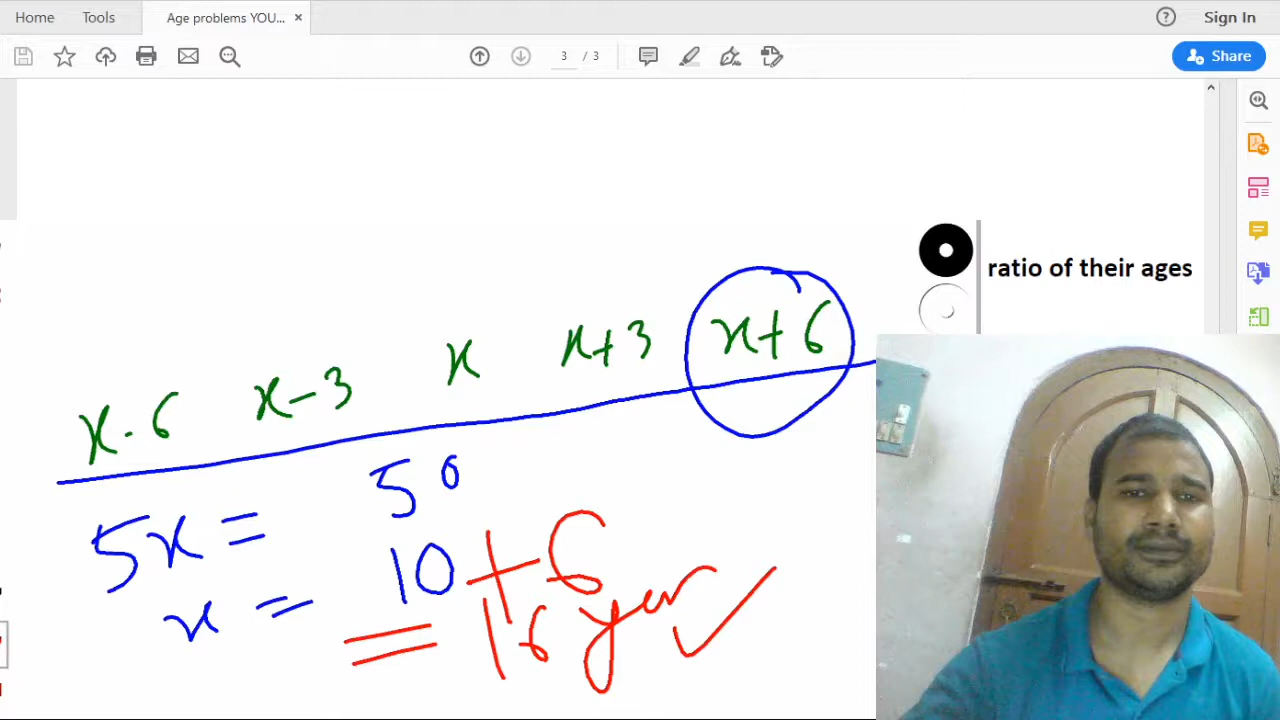 Home Tools Age problems YOU... × Sign In
3 / 3 Share
ratio of their ages
x-6 x-3 x x+3 x+6
5x = 50
x = 10 + 6
= 16 year ✓